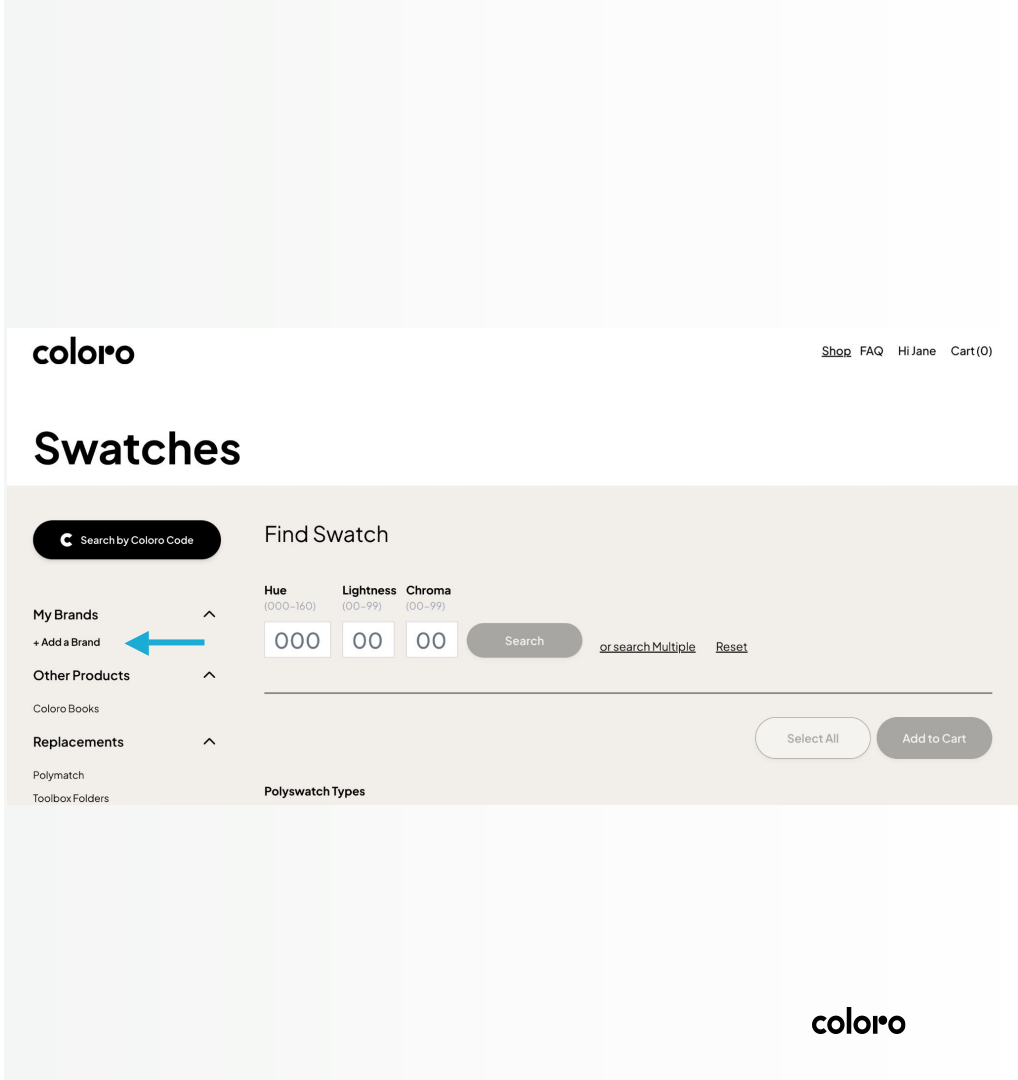 coloro
Shop FAQ Hi Jane Cart (0)
Swatches
C Search by Coloro Code
My Brands
+ Add a Brand
Other Products
Coloro Books
Replacements
Polymatch
Toolbox Folders
Find Swatch
Hue Lightness Chroma
(000–160) (00–99) (00–99)
000 00 00 Search or search Multiple Reset
Select All Add to Cart
Polyswatch Types
coloro